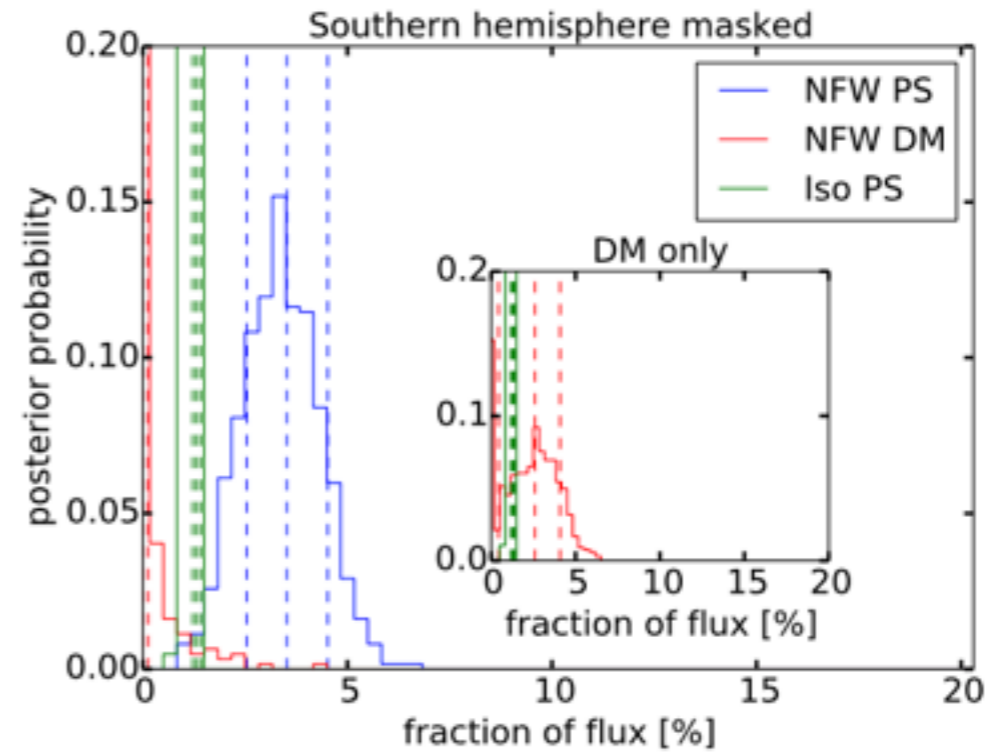 Southern hemisphere masked
NFW PS
NFW DM
Iso PS
posterior probability
0.20
0.15
0.10
0.05
0.00
0 5 10 15 20
fraction of flux [%]
DM only
0.2
0.1
0.0
0 5 10 15 20
fraction of flux [%]